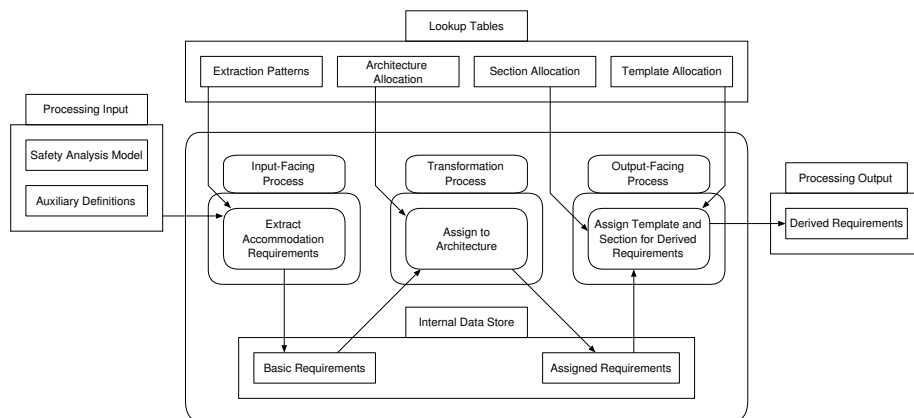 Lookup Tables
Extraction Patterns
Architecture
Allocation
Section Allocation
Template Allocation
Processing Input
Safety Analysis Model
Auxiliary Definitions
Input-Facing
Process
Transformation
Process
Output-Facing
Process
Processing Output
Extract
Accommodation
Requirements
Assign to
Architecture
Assign Template and
Section for Derived
Requirements
Derived Requirements
Internal Data Store
Basic Requirements
Assigned Requirements